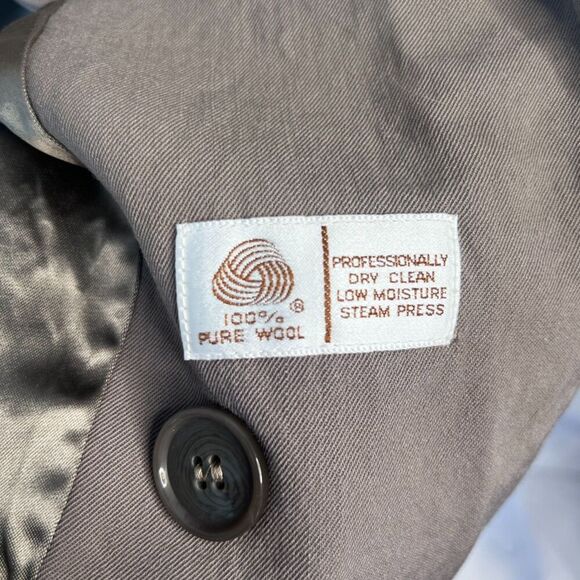 100%®
PURE WOOL
PROFESSIONALLY
DRY CLEAN
LOW MOISTURE
STEAM PRESS